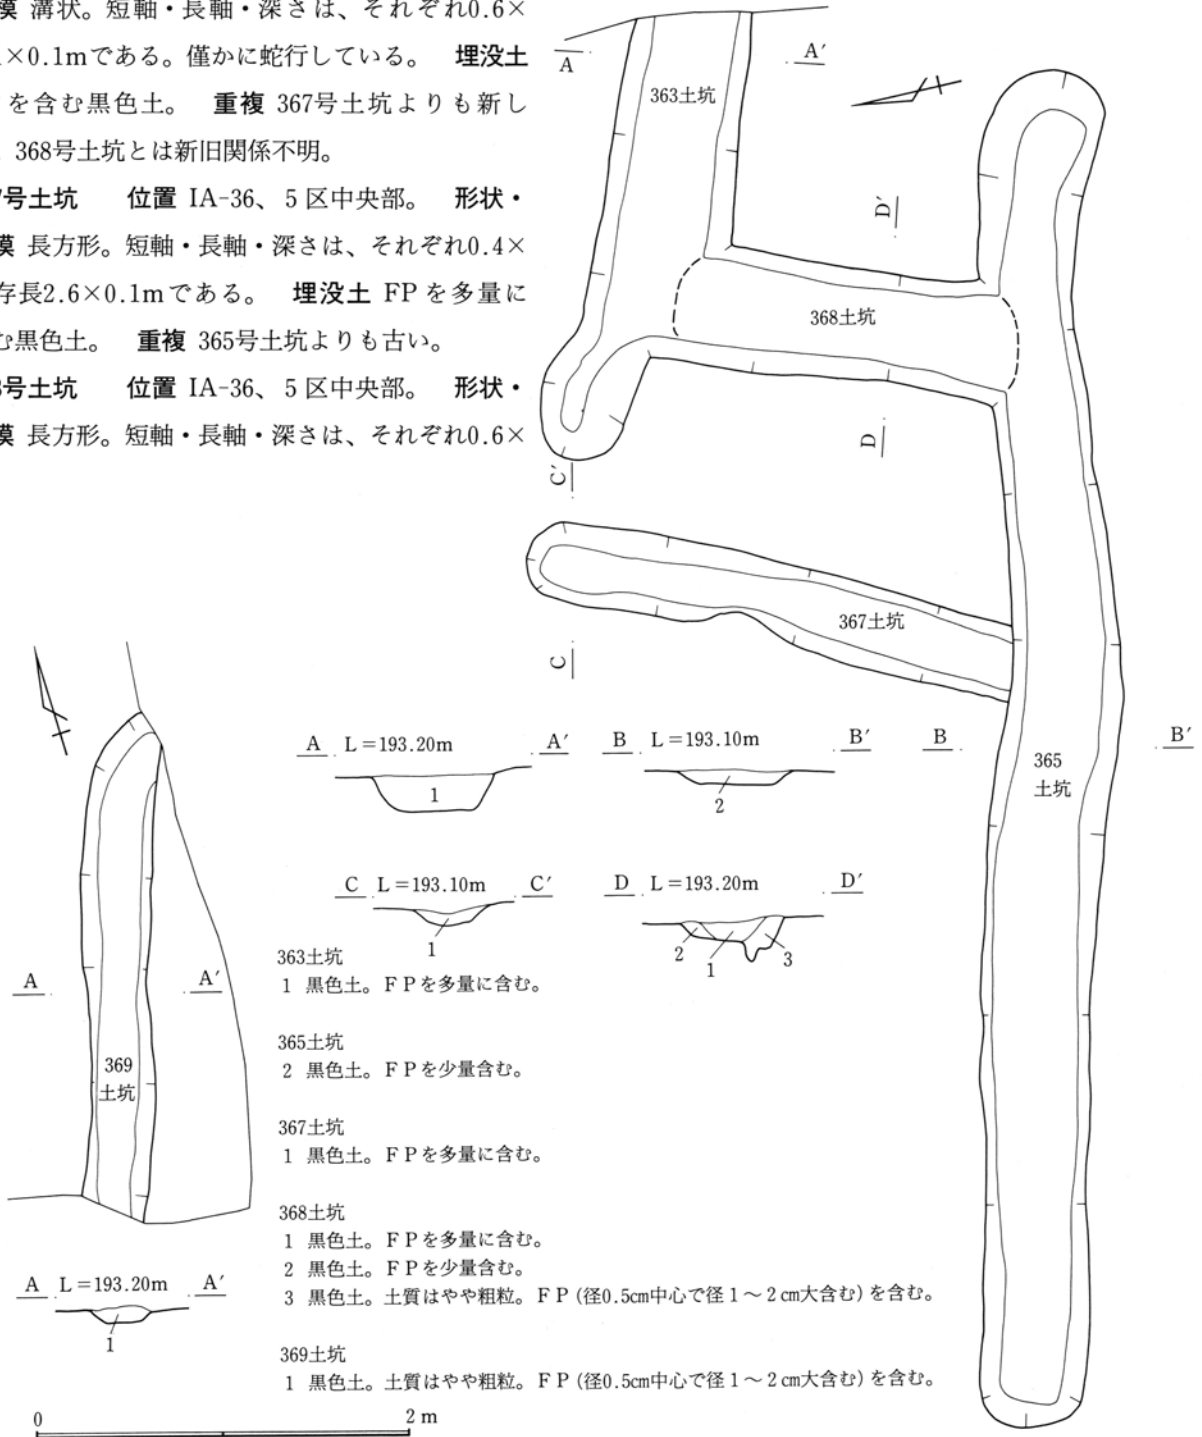 模 溝状。短軸・長軸・深さは、それぞれ0.6×
×0.1mである。僅かに蛇行している。 埋没土
を含む黒色土。 重複 367号土坑よりも新し
368号土坑とは新旧関係不明。
号土坑 位置 IA-36、5区中央部。 形状・
模 長方形。短軸・長軸・深さは、それぞれ0.4×
存長2.6×0.1mである。 埋没土 FPを多量に
む黒色土。 重複 365号土坑よりも古い。
号土坑 位置 IA-36、5区中央部。 形状・
模 長方形。短軸・長軸・深さは、それぞれ0.6×
A
A′
363土坑
D′
368土坑
D
C′
367土坑
C
B
B′
365
土坑
A L=193.20m A′
1
B L=193.10m B′
2
C L=193.10m C′
1
D L=193.20m D′
2
1
3
A
A′
369
土坑
A L=193.20m A′
1
363土坑
1 黒色土。FPを多量に含む。
365土坑
2 黒色土。FPを少量含む。
367土坑
1 黒色土。FPを多量に含む。
368土坑
1 黒色土。FPを多量に含む。
2 黒色土。FPを少量含む。
3 黒色土。土質はやや粗粒。FP(径0.5cm中心で径1~2cm大含む)を含む。
369土坑
1 黒色土。土質はやや粗粒。FP(径0.5cm中心で径1~2cm大含む)を含む。
0 2m